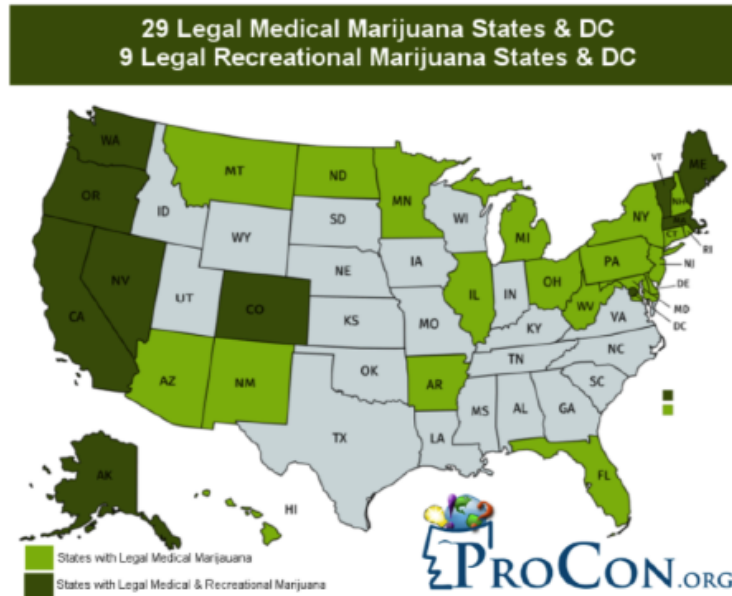 29 Legal Medical Marijuana States & DC
9 Legal Recreational Marijuana States & DC
WA
OR
CA
NV
ID
MT
WY
UT
CO
AZ
NM
ND
SD
NE
KS
OK
TX
MN
IA
MO
AR
LA
WI
IL
MI
IN
OH
KY
TN
MS
AL
GA
FL
SC
NC
VA
WV
PA
NY
VT
NH
ME
MA
CT
RI
NJ
DE
MD
DC
AK
HI
States with Legal Medical Marijauana
States with Legal Medical & Recreational Marijuana
PROCON.ORG